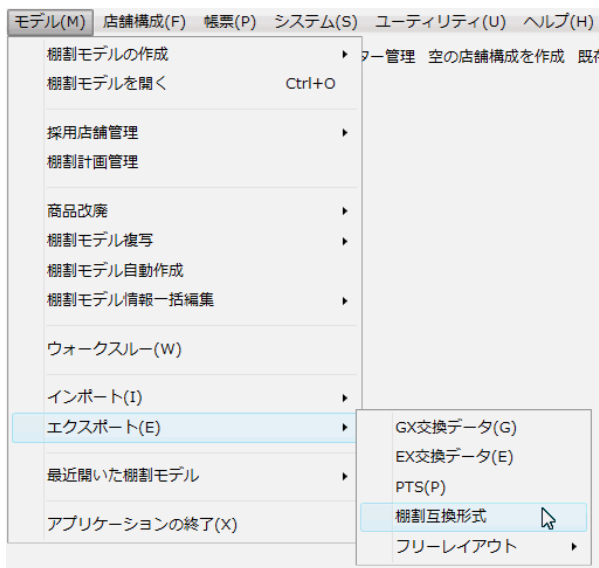 モデル(M) 店舗構成(F) 帳票(P) システム(S) ユーティリティ(U) ヘルプ(H)
ター管理 空の店舗構成を作成 既存
棚割モデルの作成
棚割モデルを開く Ctrl+O
採用店舗管理
棚割計画管理
商品改廃
棚割モデル複写
棚割モデル自動作成
棚割モデル情報一括編集
ウォークスルー(W)
インポート(I)
エクスポート(E)
最近開いた棚割モデル
アプリケーションの終了(X)
GX交換データ(G)
EX交換データ(E)
PTS(P)
棚割互換形式
フリーレイアウト